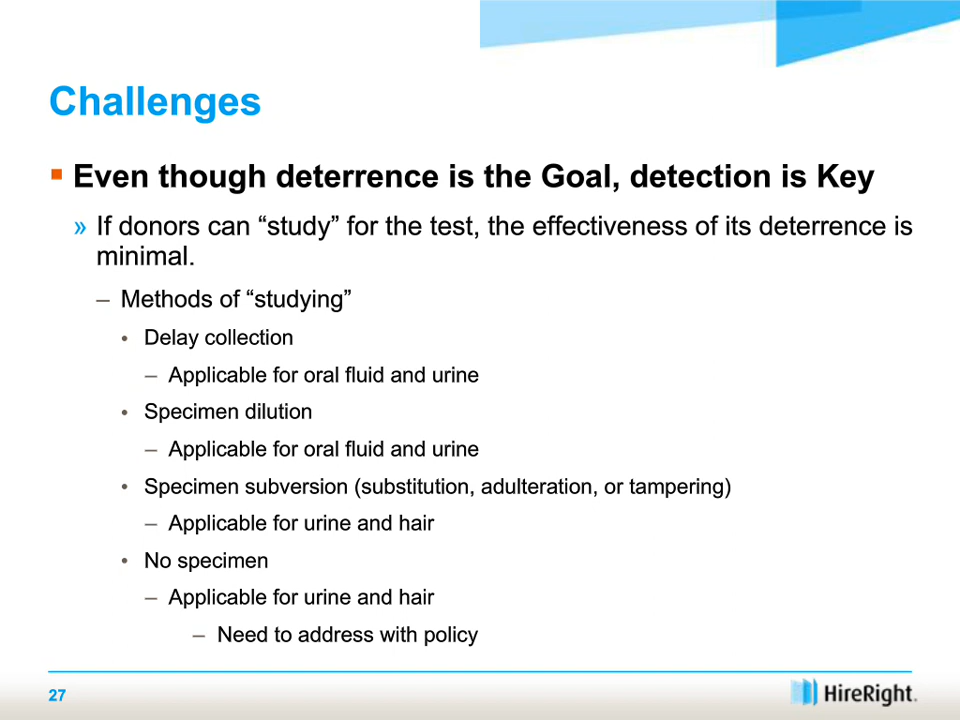 Challenges
▪ Even though deterrence is the Goal, detection is Key
» If donors can “study” for the test, the effectiveness of its deterrence is
minimal.
– Methods of “studying”
• Delay collection
– Applicable for oral fluid and urine
• Specimen dilution
– Applicable for oral fluid and urine
• Specimen subversion (substitution, adulteration, or tampering)
– Applicable for urine and hair
• No specimen
– Applicable for urine and hair
– Need to address with policy
27
HireRight.